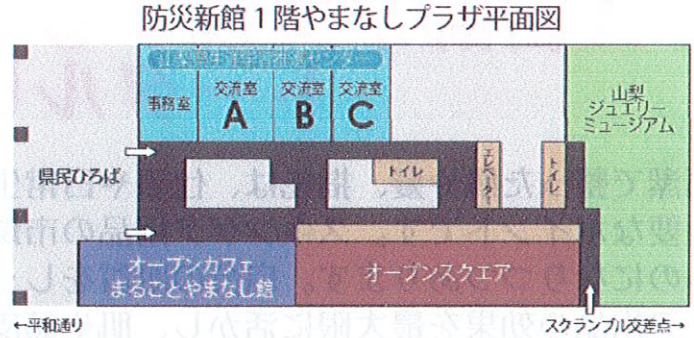 防災新館1階やまなしプラザ平面図
事務室
交流室
A
交流室
B
交流室
C
山梨
ジュエリー
ミュージアム
県民ひろば
トイレ
エレベーター
トイレ
オープンカフェ
まるごとやまなし館
オープンスクエア
←平和通り
スクランブル交差点→